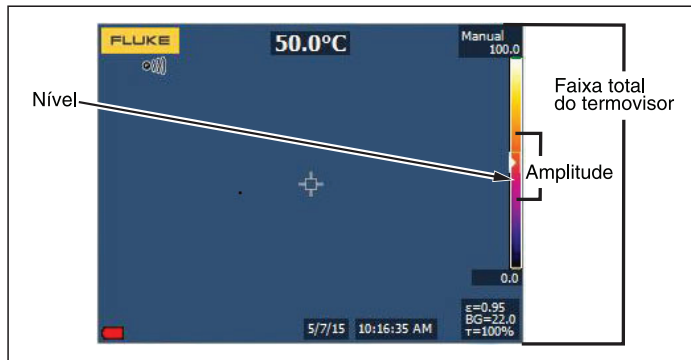 FLUKE
50.0°C
Manual
100.0
Nível
Faixa total
do termovisor
Amplitude
0.0
5/7/15 10:16:35 AM
ε=0.95
BG=22.0
τ=100%